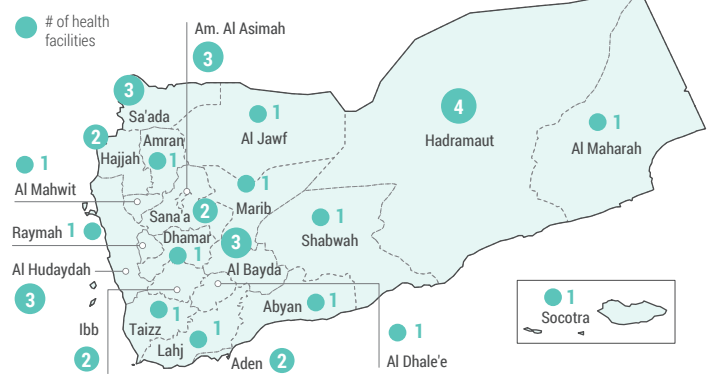 # of health
facilities
Am. Al Asimah
3
3
Sa'ada
4
Hadramaut
1
Al Jawf
1
Al Maharah
2
Hajjah
Amran
1
1
Al Mahwit
1
Marib
Sana'a
2
1
Shabwah
Raymah 1
Dhamar
1
3
Al Bayda
Al Hudaydah
3
1
Socotra
Ibb
2
1
Taizz
1
Lahj
Abyan
1
Aden 2
1
Al Dhale'e